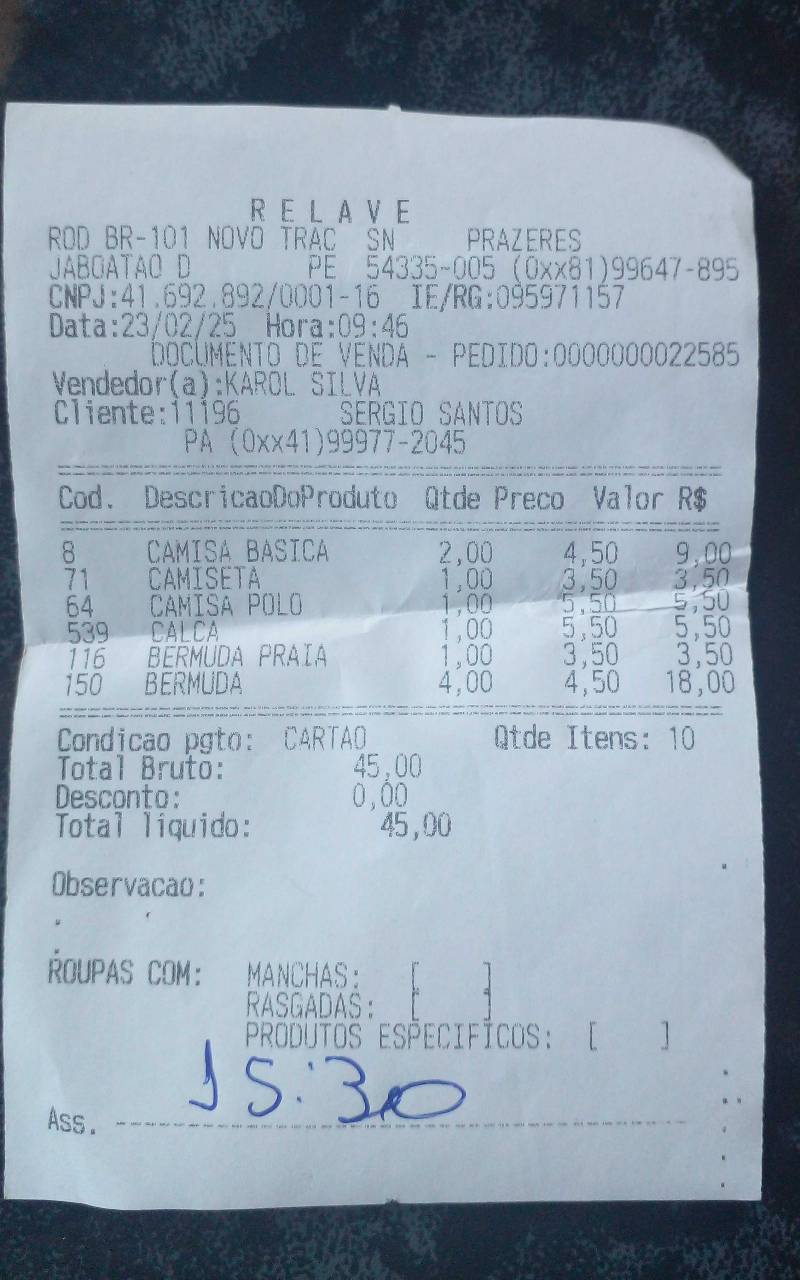 RELAVE
ROD BR-101 NOVO TRAC SN PRAZERES
JABOATAO D PE 54335-005 (0xx81)99647-895
CNPJ:41.692.892/0001-16 IE/RG:095971157
Data:23/02/25 Hora:09:46
DOCUMENTO DE VENDA - PEDIDO:0000000022585
Vendedor(a):KAROL SILVA
Cliente:11196 SERGIO SANTOS
PA (0xx41)99977-2045
Cod. DescricaoDoProduto Qtde Preco Valor R$
8 CAMISA BASICA 2,00 4,50 9,00
71 CAMISETA 1,00 3,50 3,50
64 CAMISA POLO 1,00 5,50 5,50
539 CALCA 1,00 5,50 5,50
116 BERMUDA PRAIA 1,00 3,50 3,50
150 BERMUDA 4,00 4,50 18,00
Condicao pgto: CARTAO Qtde Itens: 10
Total Bruto: 45,00
Desconto: 0,00
Total liquido: 45,00
Observacao:
ROUPAS COM: MANCHAS: [ ]
RASGADAS: [ ]
PRODUTOS ESPECIFICOS: [ ]
15:30
Ass.